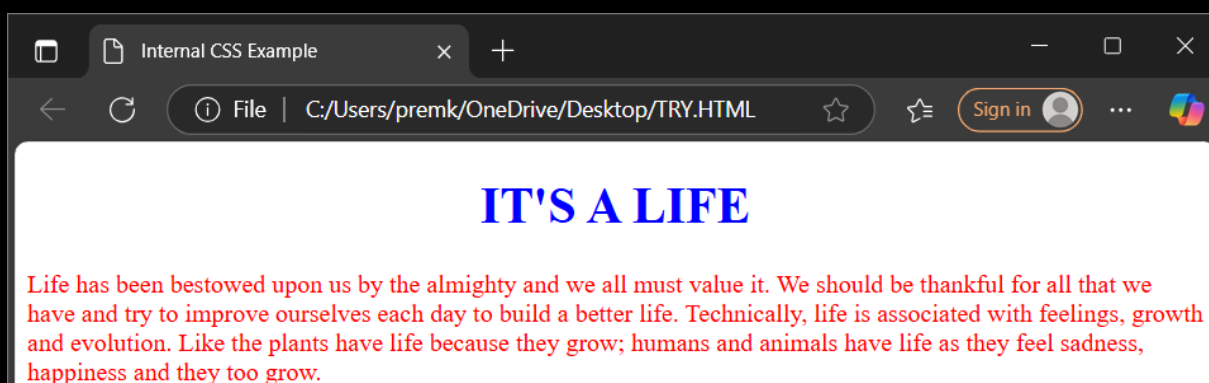 Internal CSS Example
File
C:/Users/premk/OneDrive/Desktop/TRY.HTML
Sign in
IT'S A LIFE
Life has been bestowed upon us by the almighty and we all must value it. We should be thankful for all that we
have and try to improve ourselves each day to build a better life. Technically, life is associated with feelings, growth
and evolution. Like the plants have life because they grow; humans and animals have life as they feel sadness,
happiness and they too grow.